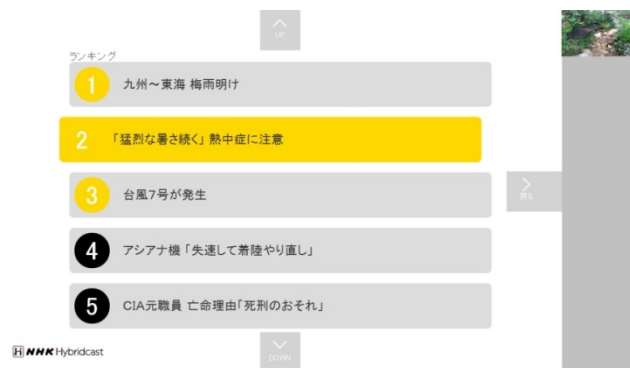 UP
ランキング
1 九州～東海 梅雨明け
2 「猛烈な暑さ続く」 熱中症に注意
3 台風7号が発生
戻る
4 アシアナ機 「失速して着陸やり直し」
5 CIA元職員 亡命理由「死刑のおそれ」
H NHK Hybridcast
DOWN